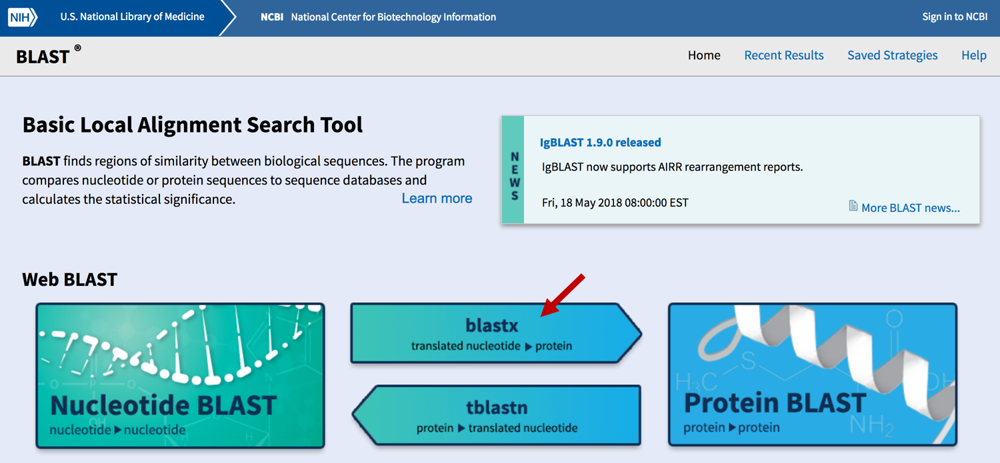 NIH
U.S. National Library of Medicine
NCBI National Center for Biotechnology Information
Sign in to NCBI
BLAST ®
Home
Recent Results
Saved Strategies
Help
Basic Local Alignment Search Tool
BLAST finds regions of similarity between biological sequences. The program
compares nucleotide or protein sequences to sequence databases and
calculates the statistical significance.
Learn more
NEWS
IgBLAST 1.9.0 released
IgBLAST now supports AIRR rearrangement reports.
Fri, 18 May 2018 08:00:00 EST
More BLAST news...
Web BLAST
Nucleotide BLAST
nucleotide ▶ nucleotide
O
P
O
OH
N
H
H
blastx
translated nucleotide ▶ protein
tblastn
protein ▶ translated nucleotide
O
S
H₃C
OH
NH₂
Protein BLAST
protein ▶ protein